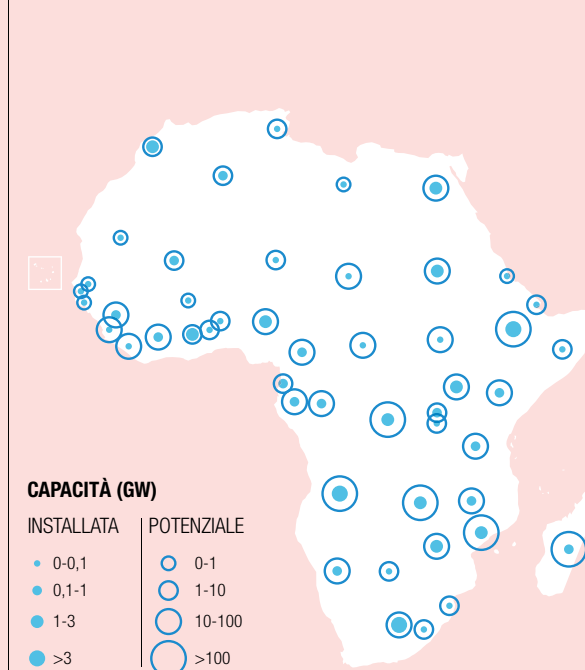 CAPACITÀ (GW)
INSTALLATA POTENZIALE
0-0,1 0-1
0,1-1 1-10
1-3 10-100
>3 >100